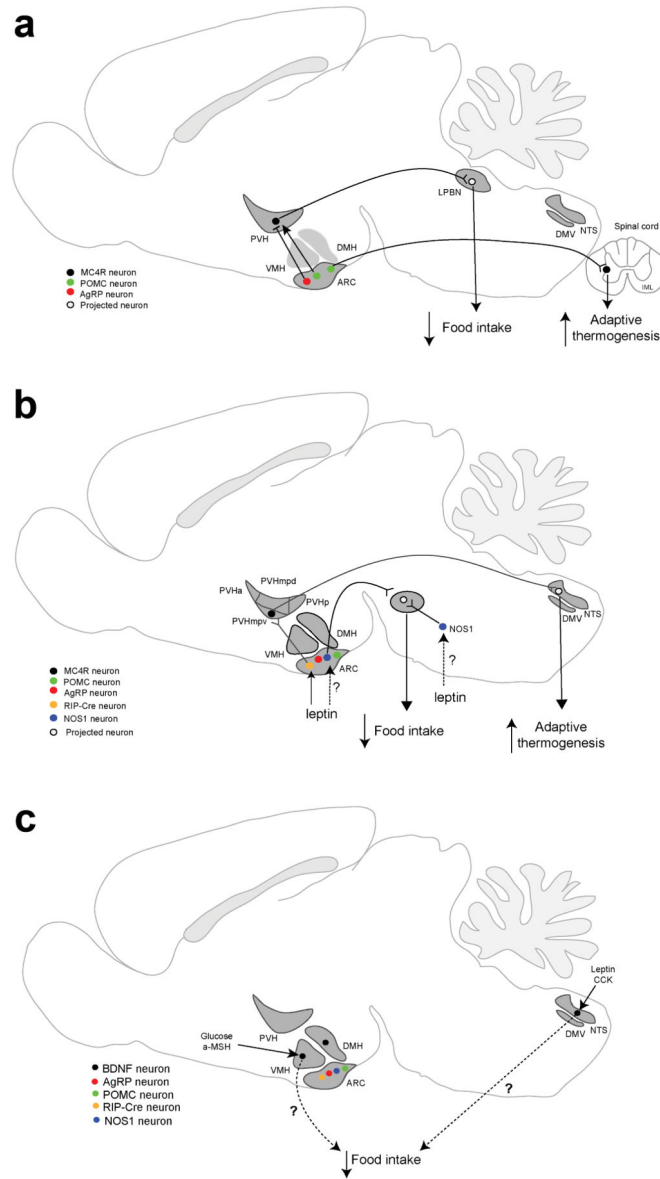 a
LPBN
PVH
DMH
VMH
ARC
DMV
NTS
Spinal cord
IML
MC4R neuron
POMC neuron
AgRP neuron
Projected neuron
Food intake
Adaptive
thermogenesis
b
PVHmpd
PVHa
PVHp
PVHmpv
DMH
VMH
ARC
NOS1
NTS
DMV
?
?
leptin
leptin
MC4R neuron
POMC neuron
AgRP neuron
RIP-Cre neuron
NOS1 neuron
Projected neuron
Food intake
Adaptive
thermogenesis
c
Leptin
CCK
Glucose
a-MSH
PVH
DMH
VMH
ARC
DMV
NTS
BDNF neuron
AgRP neuron
POMC neuron
RIP-Cre neuron
NOS1 neuron
?
?
Food intake